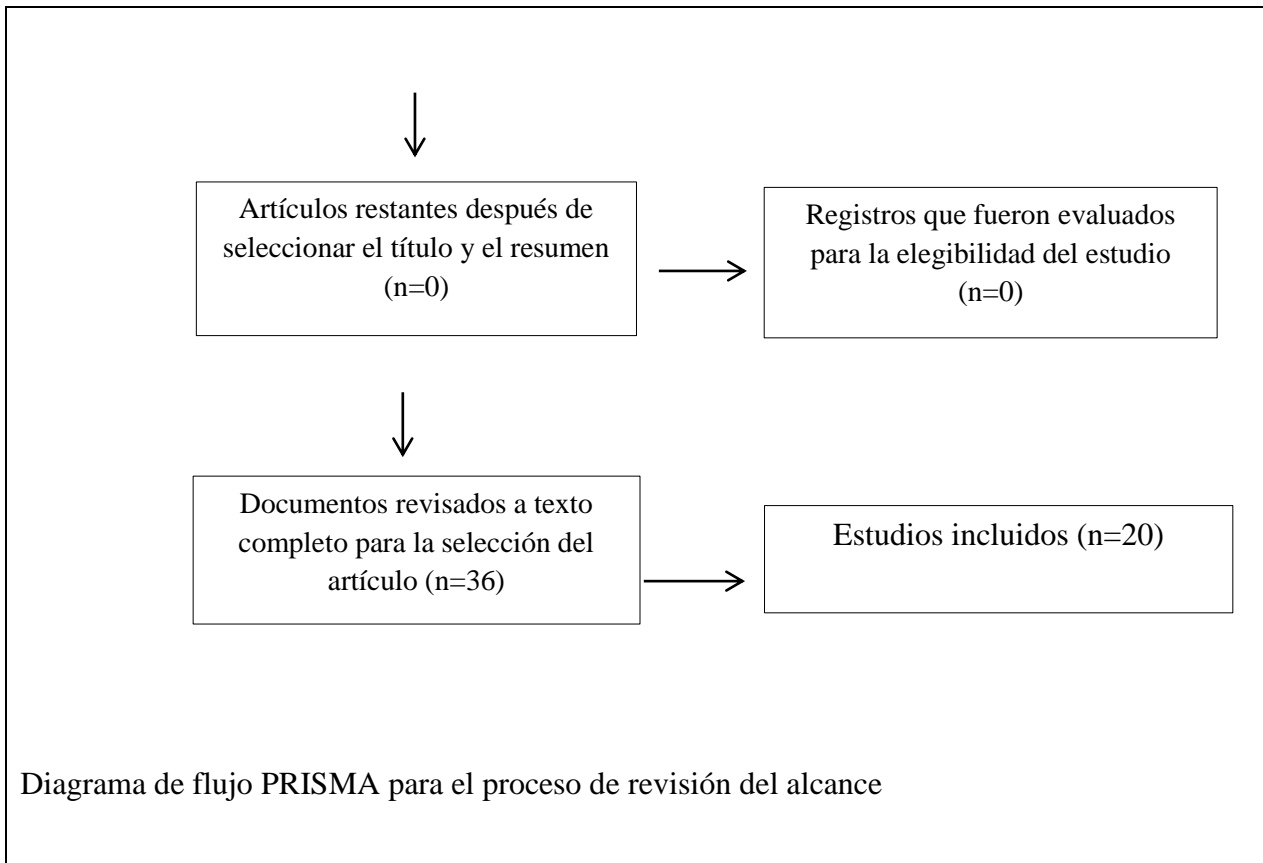 Artículos restantes después de
seleccionar el título y el resumen
(n=0)
Registros que fueron evaluados
para la elegibilidad del estudio
(n=0)
Documentos revisados a texto
completo para la selección del
artículo (n=36)
Estudios incluidos (n=20)
Diagrama de flujo PRISMA para el proceso de revisión del alcance